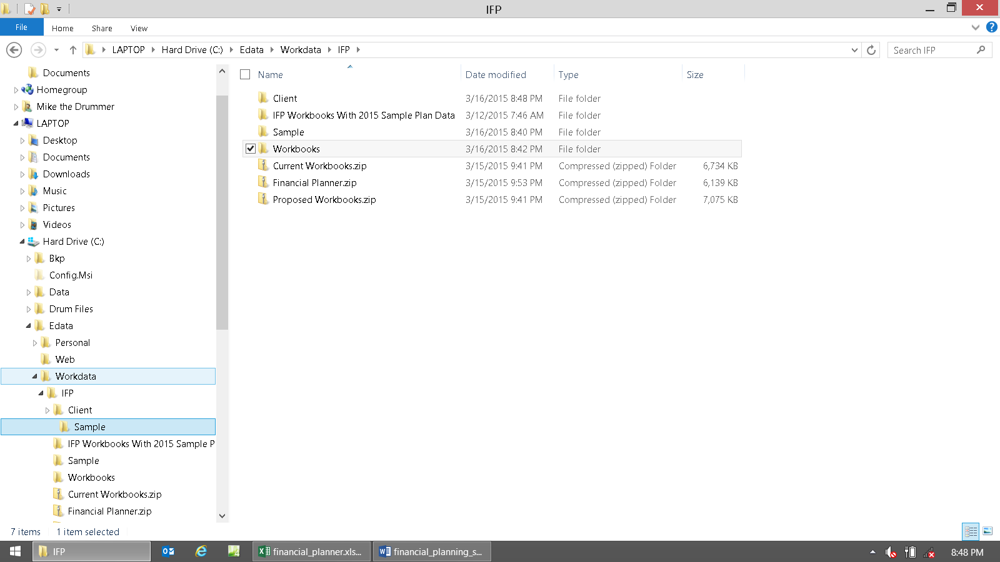 IFP
File Home Share View
LAPTOP Hard Drive (C:) Edata Workdata IFP Search IFP
Documents
Homegroup
Mike the Drummer
LAPTOP
Desktop
Documents
Downloads
Music
Pictures
Videos
Hard Drive (C:)
Bkp
Config.Msi
Data
Drum Files
Edata
Personal
Web
Workdata
IFP
Client
Sample
IFP Workbooks With 2015 Sample P
Sample
Workbooks
Current Workbooks.zip
Financial Planner.zip
Name Date modified Type Size
Client 3/16/2015 8:48 PM File folder
IFP Workbooks With 2015 Sample Plan Data 3/12/2015 7:46 AM File folder
Sample 3/16/2015 8:40 PM File folder
Workbooks 3/16/2015 8:42 PM File folder
Current Workbooks.zip 3/15/2015 9:41 PM Compressed (zipped) Folder 6,734 KB
Financial Planner.zip 3/15/2015 9:53 PM Compressed (zipped) Folder 6,139 KB
Proposed Workbooks.zip 3/15/2015 9:41 PM Compressed (zipped) Folder 7,075 KB
7 items 1 item selected
IFP financial_planner.xls... financial_planning_s... 8:48 PM